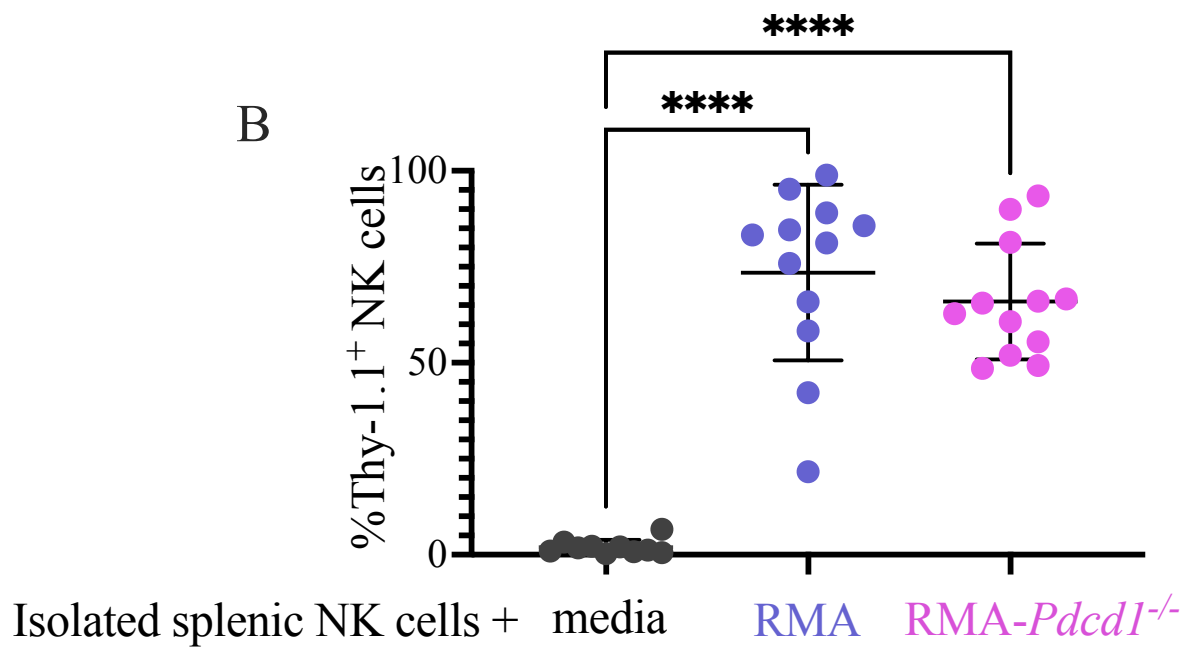 ****
****
B
100
50
0
%Thy-1.1⁺ NK cells
Isolated splenic NK cells + media RMA RMA-Pdcd1⁻/⁻